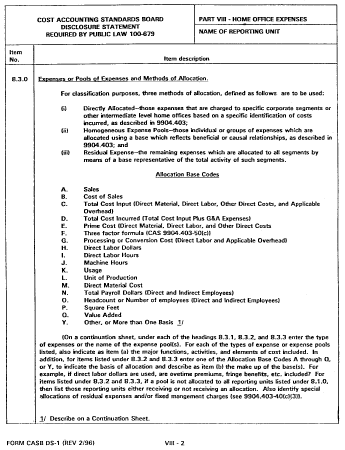 COST ACCOUNTING STANDARDS BOARD
DISCLOSURE STATEMENT
REQUIRED BY PUBLIC LAW 100-679
PART VIII - HOME OFFICE EXPENSES
NAME OF REPORTING UNIT
Item
No.
Item description
8.3.0 Expenses or Pools of Expenses and Methods of Allocation.
For classification purposes, three methods of allocation, defined as follows are to be used:
(i) Directly Allocated—those expenses that are charged to specific corporate segments or
other intermediate level home offices based on a specific identification of costs
incurred, as described in 9904.403;
(ii) Homogeneous Expense Pools—those individual or groups of expenses which are
allocated using a base which reflects beneficial or causal relationships, as described in
9904.403; and
(iii) Residual Expense—the remaining expenses which are allocated to all segments by
means of a base representative of the total activity of such segments.
Allocation Base Codes
A. Sales
B. Cost of Sales
C. Total Cost Input (Direct Material, Direct Labor, Other Direct Costs, and Applicable
Overhead)
D. Total Cost Incurred (Total Cost Input Plus G&A Expenses)
E. Prime Cost (Direct Material, Direct Labor, and Other Direct Costs
F. Three factor formula (CAS 9904.403-50(c))
G. Processing or Conversion Cost (Direct Labor and Applicable Overhead)
H. Direct Labor Dollars
I. Direct Labor Hours
J. Machine Hours
K. Usage
L. Unit of Production
M. Direct Material Cost
N. Total Payroll Dollars (Direct and Indirect Employees)
O. Headcount or Number of employees (Direct and Indirect Employees)
P. Square Feet
Q. Value Added
Y. Other, or More than One Basis 1/
(On a continuation sheet, under each of the headings 8.3.1, 8.3.2, and 8.3.3 enter the type
of expenses or the name of the expense pool(s). For each of the types of expense or expense pools
listed, also indicate as item (a) the major functions, activities, and elements of cost included. In
addition, for items listed under 8.3.2 and 8.3.3 enter one of the Allocation Base Codes A through Q,
or Y, to indicate the basis of allocation and describe as item (b) the make up of the base(s). For
example, if direct labor dollars are used, are overtime premiums, fringe benefits, etc. included? For
items listed under 8.3.2 and 8.3.3, if a pool is not allocated to all reporting units listed under 8.1.0,
then list those reporting units either receiving or not receiving an allocation. Also identify special
allocations of residual expenses and/or fixed management charges (see 9904.403-40(c)(3)).
1/ Describe on a Continuation Sheet.
FORM CASB DS-1 (REV 2/96)
VIII - 2